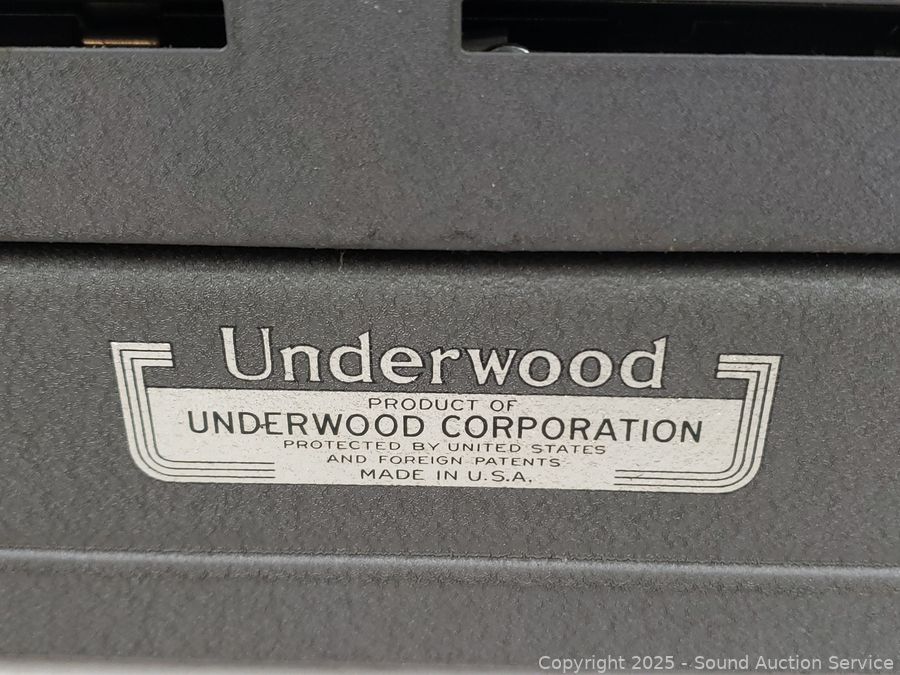 Underwood
PRODUCT OF
UNDERWOOD CORPORATION
PROTECTED BY UNITED STATES
AND FOREIGN PATENTS
MADE IN U.S.A.
Copyright 2025 - Sound Auction Service